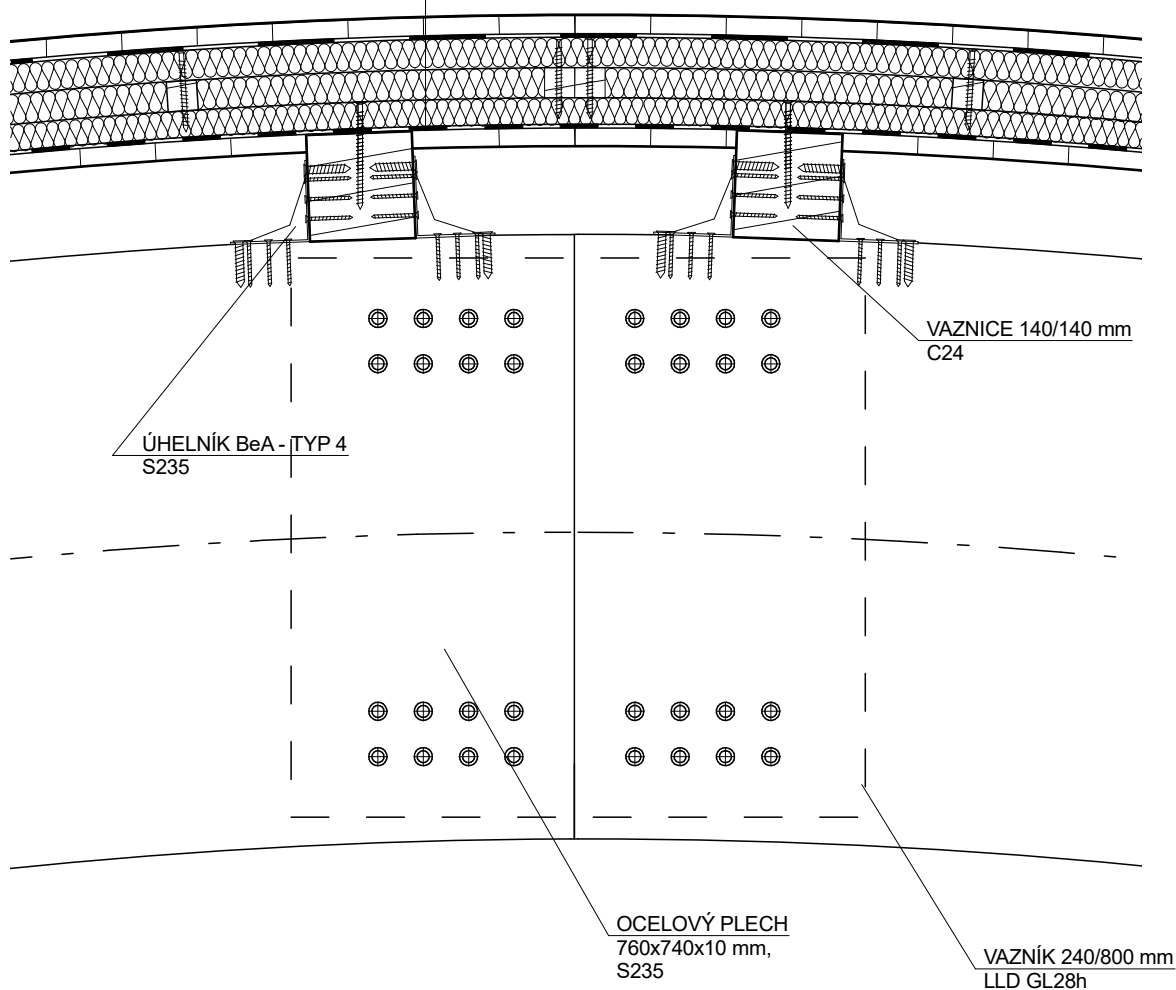 VAZNICE 140/140 mm
C24
ÚHELNÍK BeA - TYP 4
S235
OCELOVÝ PLECH
760x740x10 mm,
S235
VAZNÍK 240/800 mm
LLD GL28h